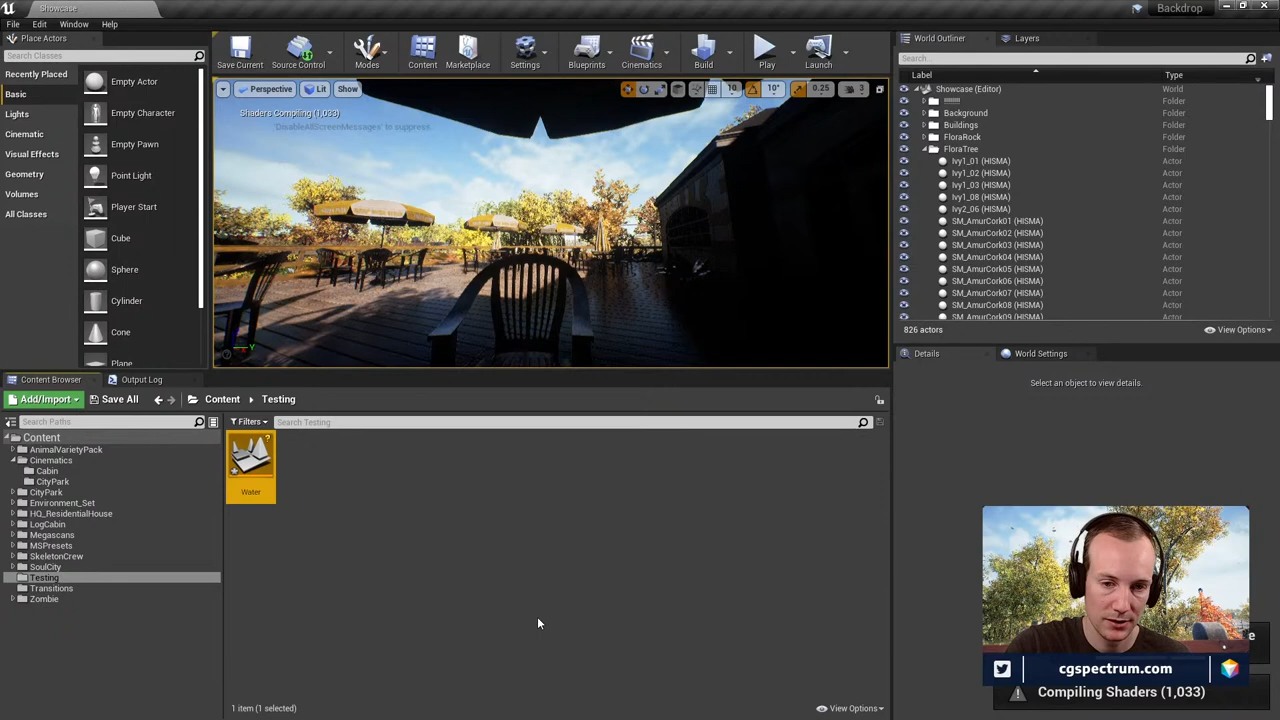 Showcase
Backdrop
File Edit Window Help
Place Actors
Search Classes
Recently Placed
Basic
Lights
Cinematic
Visual Effects
Geometry
Volumes
All Classes
Empty Actor
Empty Character
Empty Pawn
Point Light
Player Start
Cube
Sphere
Cylinder
Cone
Plane
Save Current
Source Control
Modes
Content
Marketplace
Settings
Blueprints
Cinematics
Build
Play
Launch
Perspective
Lit
Show
10
10°
0.25
3
Shaders Compiling (1,033)
'DisableAllScreenMessages' to suppress.
Y
World Outliner
Layers
Search...
Label Type
Showcase (Editor) World
!!!!!!! Folder
Background Folder
Buildings Folder
FloraRock Folder
FloraTree Folder
Ivy1_01 (HISMA) Actor
Ivy1_02 (HISMA) Actor
Ivy1_03 (HISMA) Actor
Ivy1_08 (HISMA) Actor
Ivy2_06 (HISMA) Actor
SM_AmurCork01 (HISMA) Actor
SM_AmurCork02 (HISMA) Actor
SM_AmurCork03 (HISMA) Actor
SM_AmurCork04 (HISMA) Actor
SM_AmurCork05 (HISMA) Actor
SM_AmurCork06 (HISMA) Actor
SM_AmurCork07 (HISMA) Actor
SM_AmurCork08 (HISMA) Actor
SM_AmurCork09 (HISMA) Actor
826 actors
View Options
Details
World Settings
Select an object to view details.
Content Browser
Output Log
Add/Import
Save All
Content
Testing
Search Paths
Filters
Search Testing
Content
AnimalVarietyPack
Cinematics
Cabin
CityPark
CityPark
Environment_Set
HQ_ResidentialHouse
LogCabin
Megascans
MSPresets
SkeletonCrew
SoulCity
Testing
Transitions
Zombie
Water
1 item (1 selected)
View Options
cgspectrum.com
Compiling Shaders (1,033)